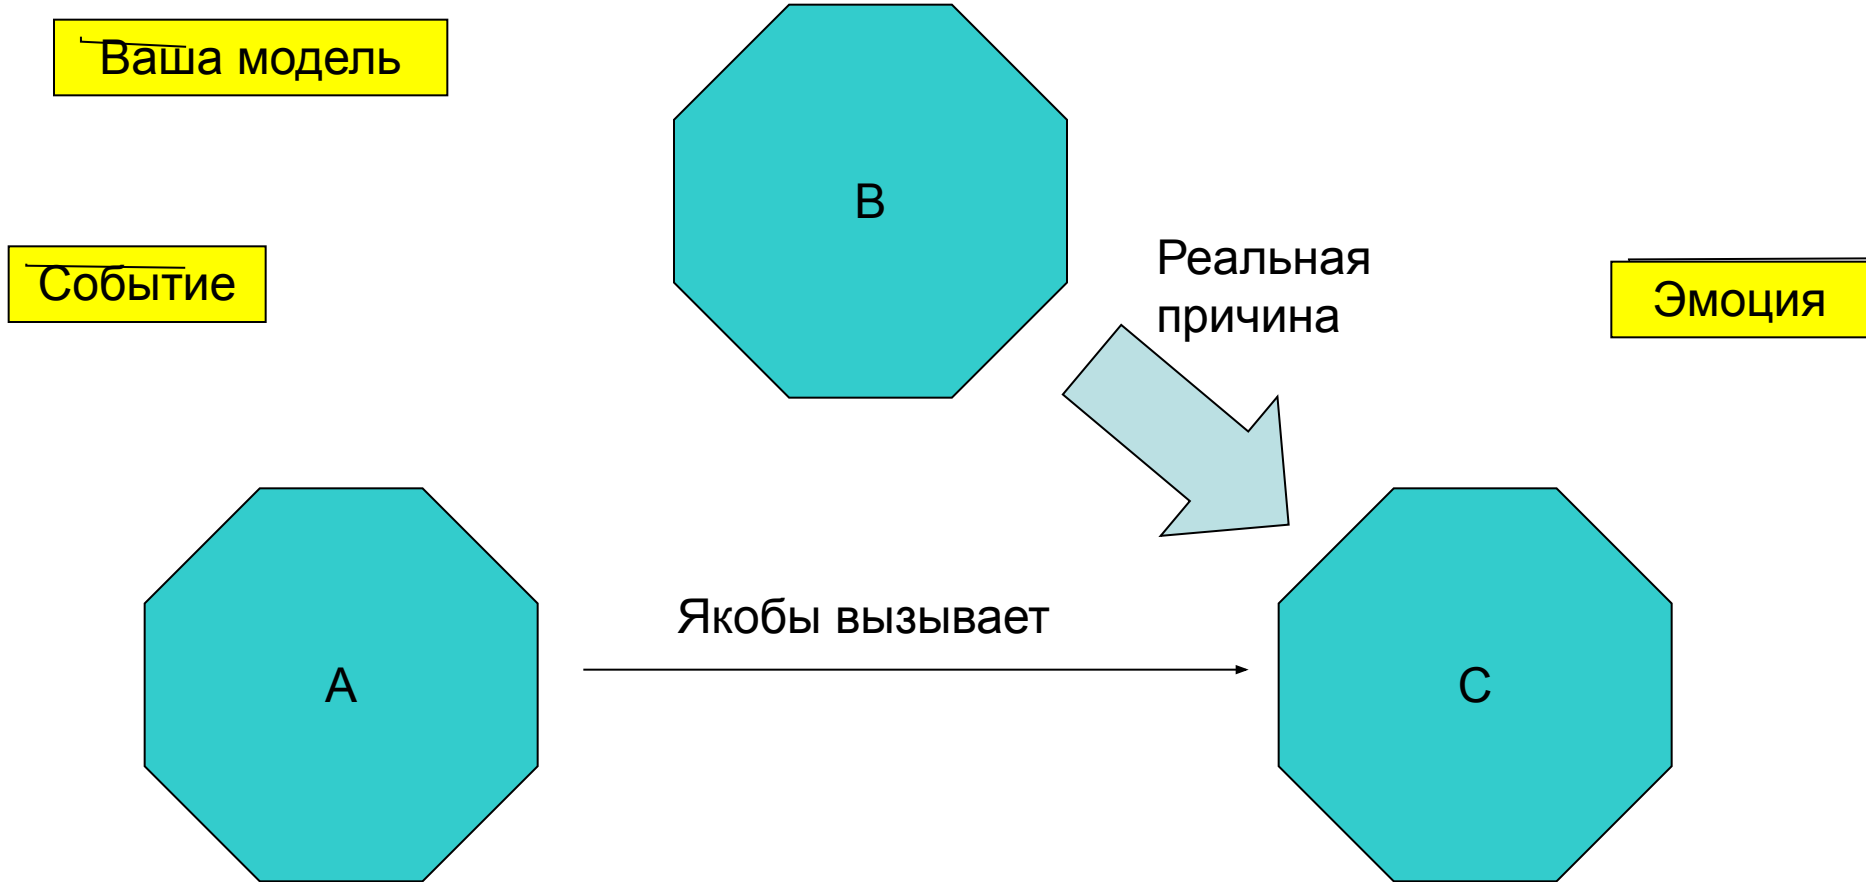 Ваша модель
B
Событие
Реальная
причина
Эмоция
Якобы вызывает
A
C